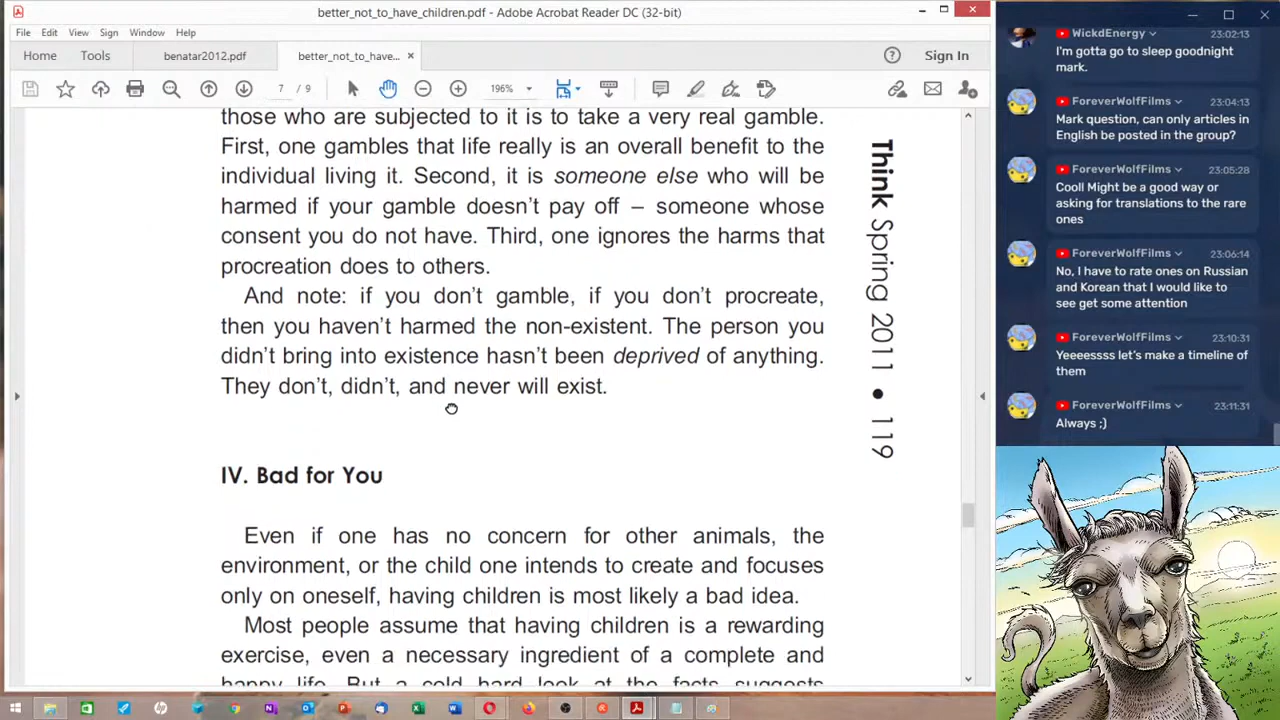 better_not_to_have_children.pdf - Adobe Acrobat Reader DC (32-bit)
File Edit View Sign Window Help
Home Tools benatar2012.pdf better_not_to_have... × Sign In
7 / 9 196%
those who are subjected to it is to take a very real gamble.
First, one gambles that life really is an overall benefit to the
individual living it. Second, it is someone else who will be
harmed if your gamble doesn't pay off – someone whose
consent you do not have. Third, one ignores the harms that
procreation does to others.
And note: if you don't gamble, if you don't procreate,
then you haven't harmed the non-existent. The person you
didn't bring into existence hasn't been deprived of anything.
They don't, didn't, and never will exist.
IV. Bad for You
Even if one has no concern for other animals, the
environment, or the child one intends to create and focuses
only on oneself, having children is most likely a bad idea.
Most people assume that having children is a rewarding
exercise, even a necessary ingredient of a complete and
happy life. But a cold hard look at the facts suggests
Think Spring 2011 • 119
WickdEnergy 23:02:13
I'm gotta go to sleep goodnight
mark.
ForeverWolfFilms 23:04:13
Mark question, can only articles in
English be posted in the group?
ForeverWolfFilms 23:05:28
Cooll Might be a good way or
asking for translations to the rare
ones
ForeverWolfFilms 23:06:14
No, I have to rate ones on Russian
and Korean that I would like to
see get some attention
ForeverWolfFilms 23:10:31
Yeeeessss let's make a timeline of
them
ForeverWolfFilms 23:11:31
Always ;)